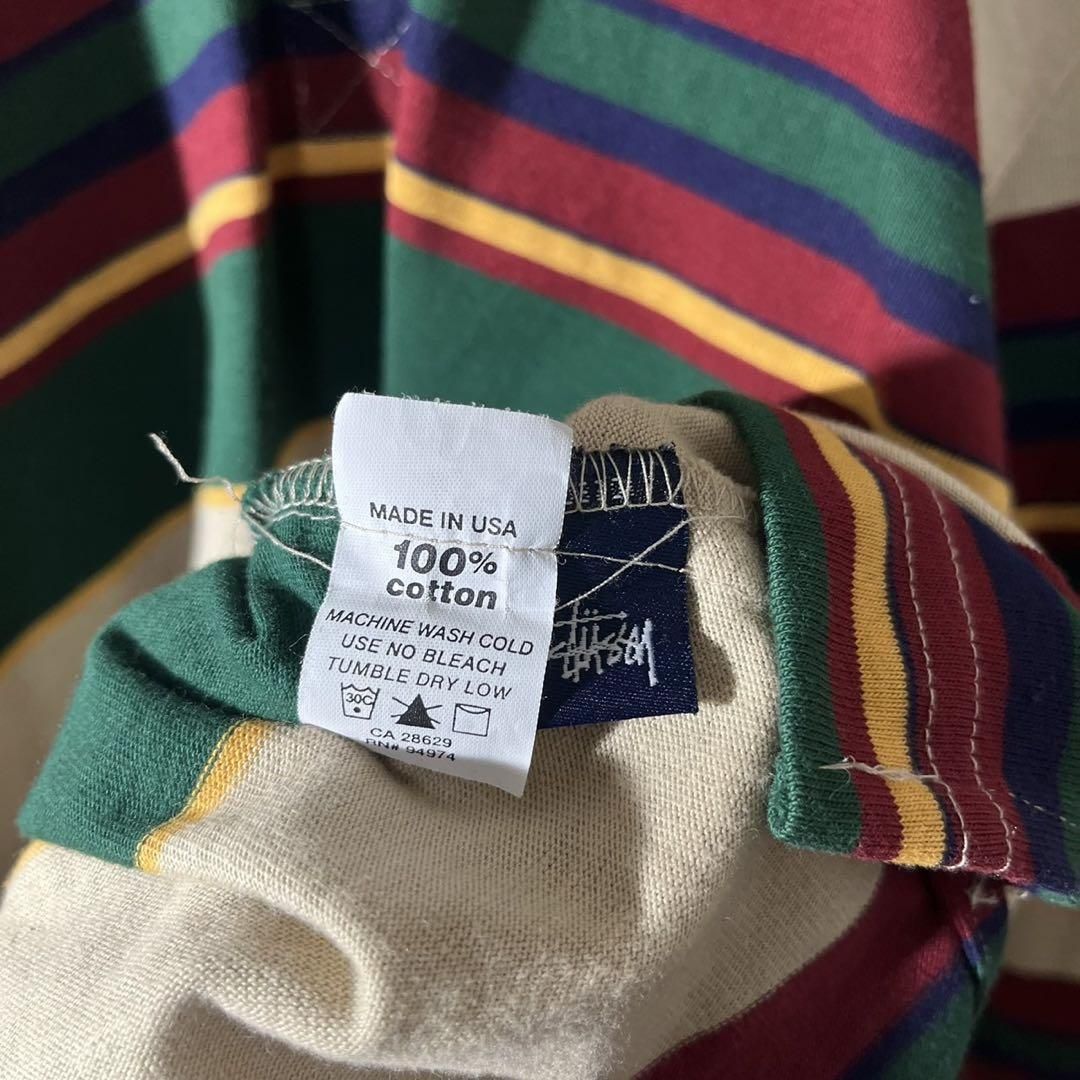 MADE IN USA
100%
cotton
MACHINE WASH COLD
USE NO BLEACH
TUMBLE DRY LOW
30C
CA 28629
RN# 94974
Stüssy